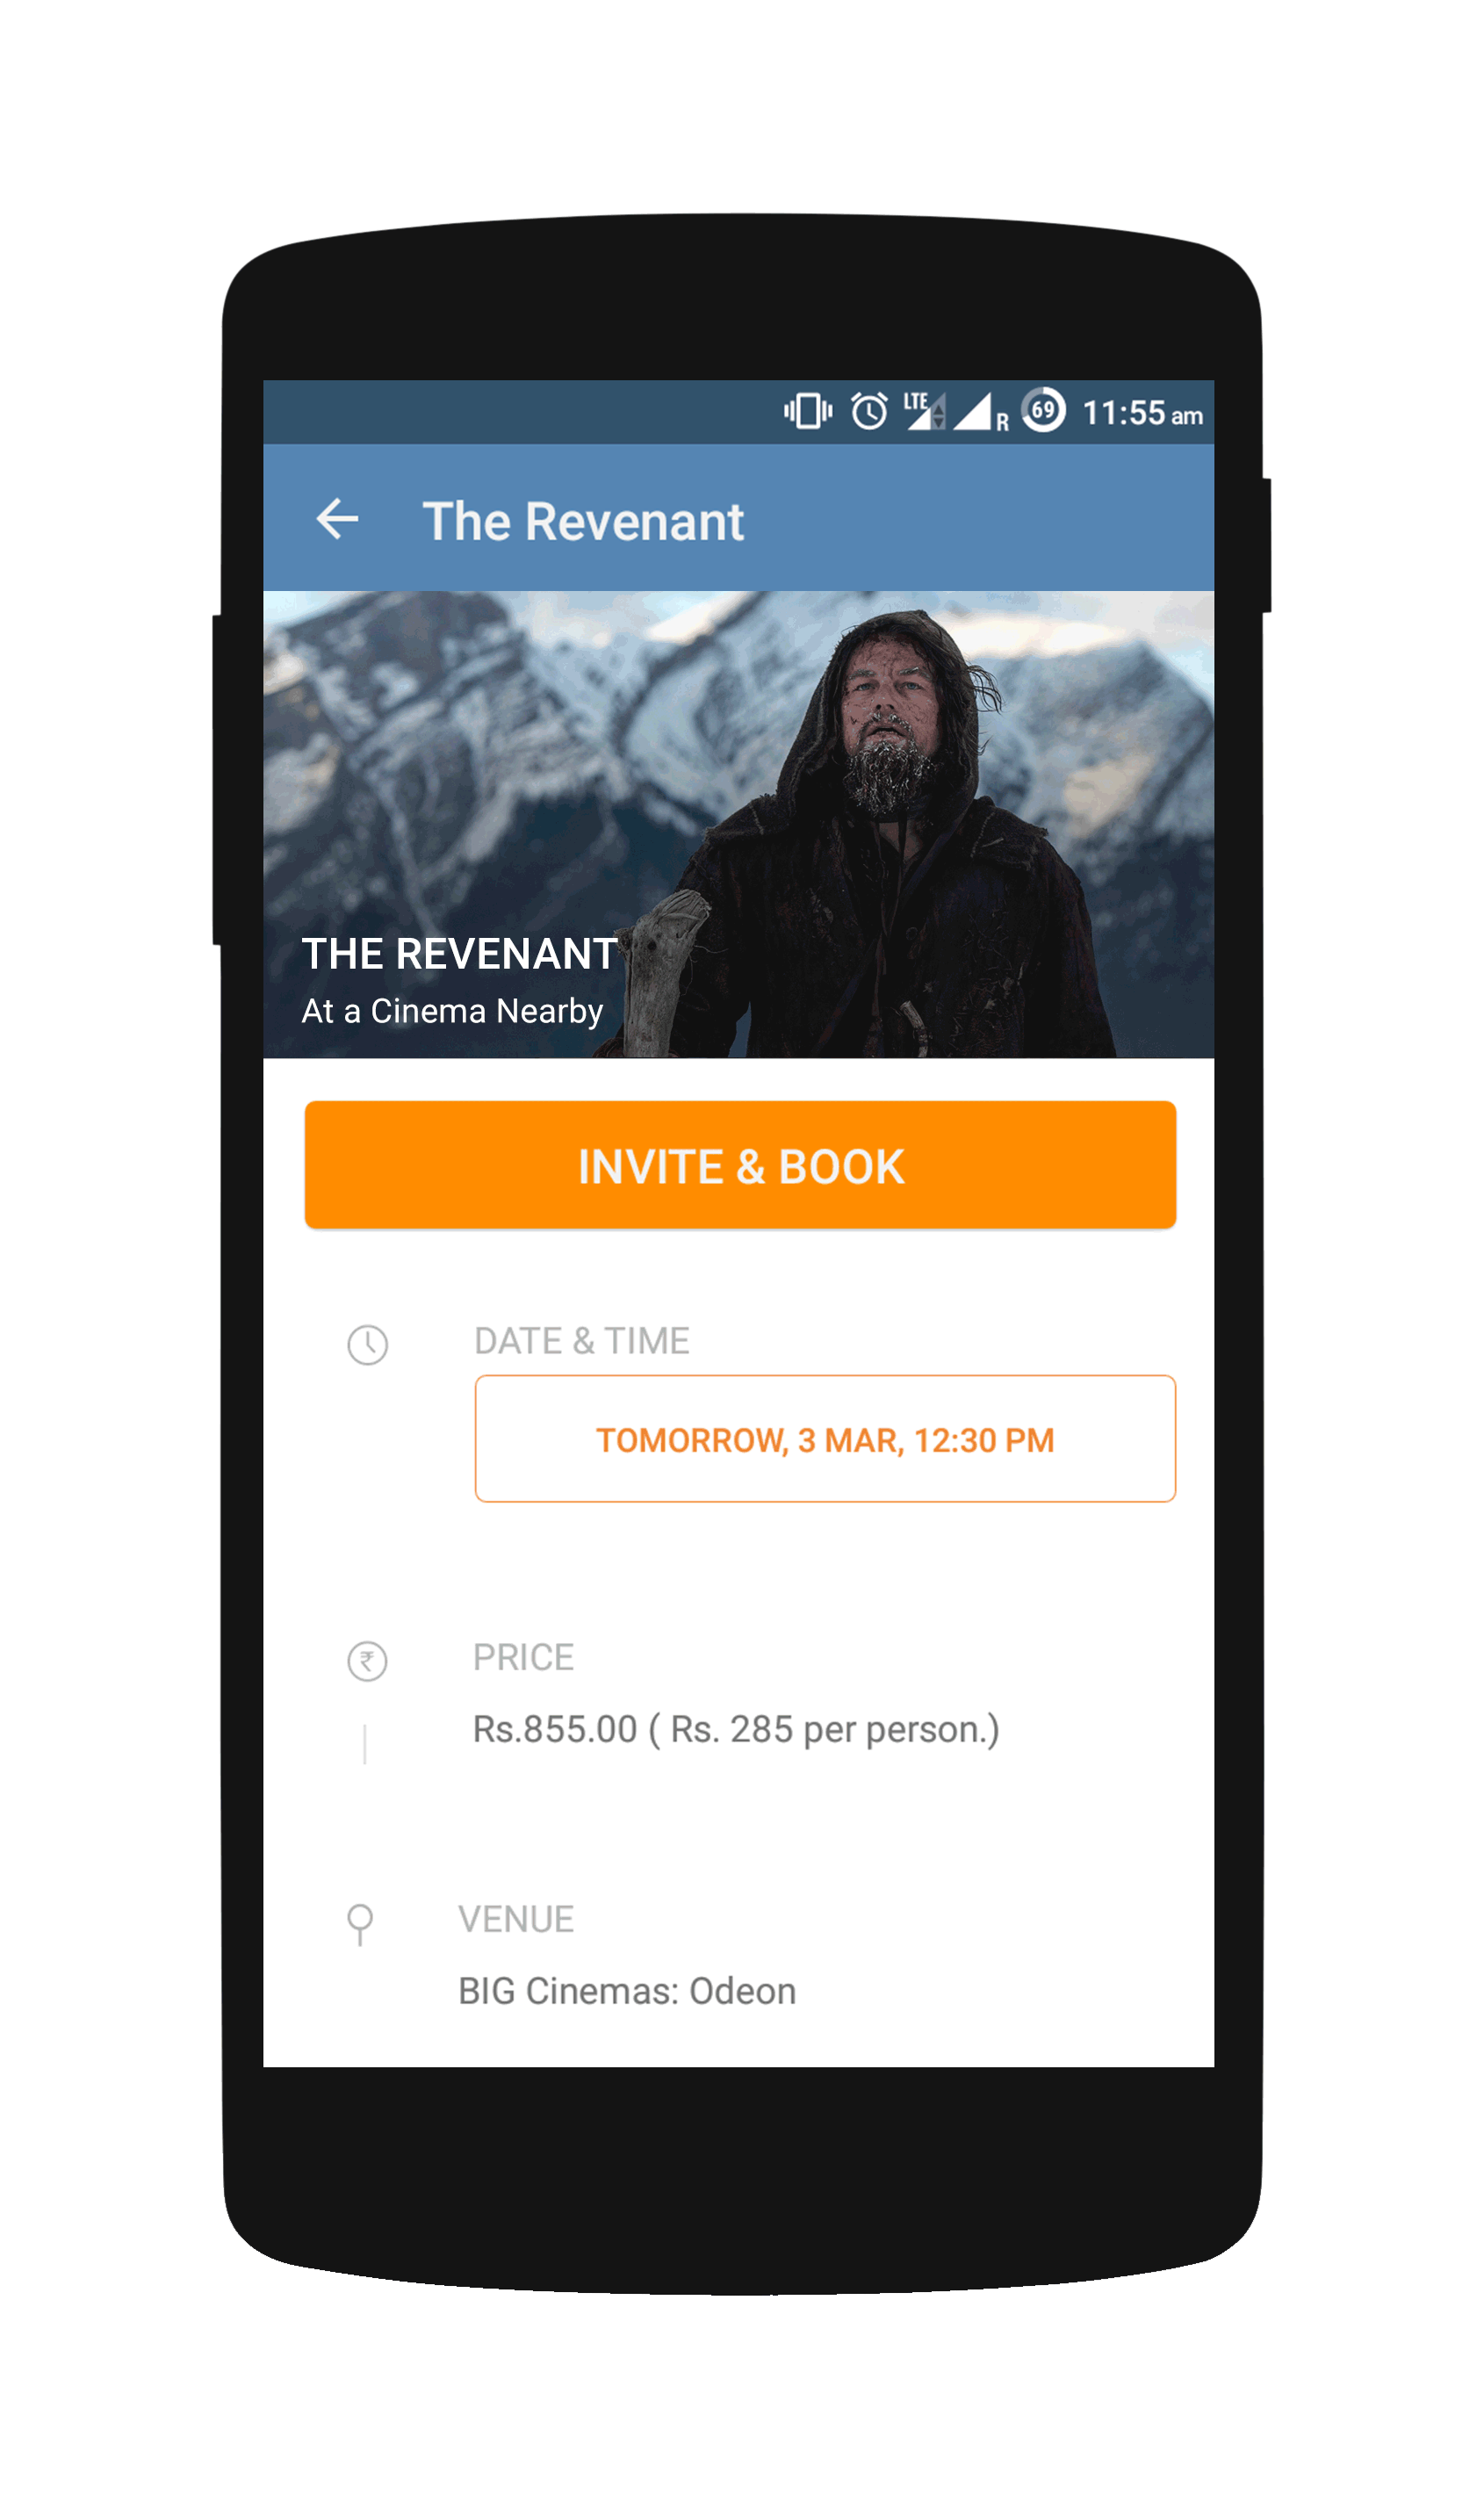 LTE R 69 11:55 am
The Revenant
THE REVENANT
At a Cinema Nearby
INVITE & BOOK
DATE & TIME
TOMORROW, 3 MAR, 12:30 PM
₹ PRICE
Rs.855.00 ( Rs. 285 per person.)
VENUE
BIG Cinemas: Odeon